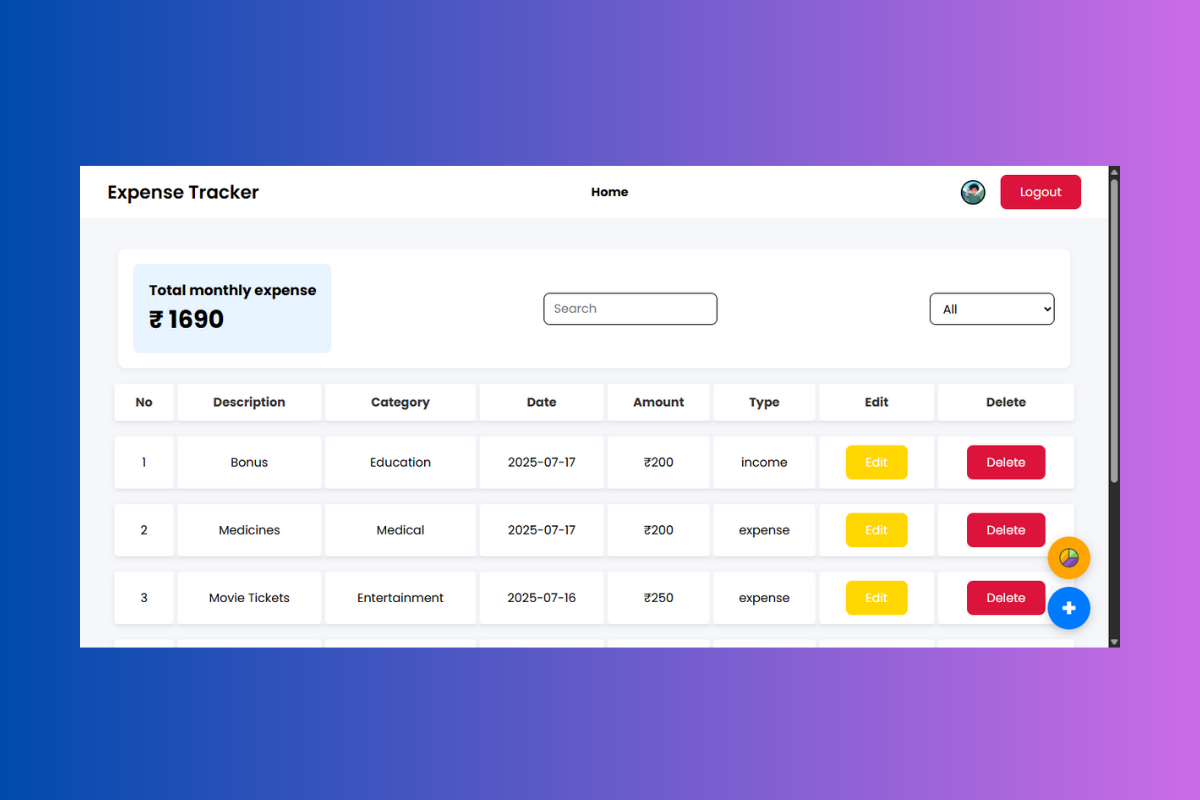 Expense Tracker Home Logout
Total monthly expense
₹ 1690
Search
All
No Description Category Date Amount Type Edit Delete
1 Bonus Education 2025-07-17 ₹200 income Edit Delete
2 Medicines Medical 2025-07-17 ₹200 expense Edit Delete
3 Movie Tickets Entertainment 2025-07-16 ₹250 expense Edit Delete